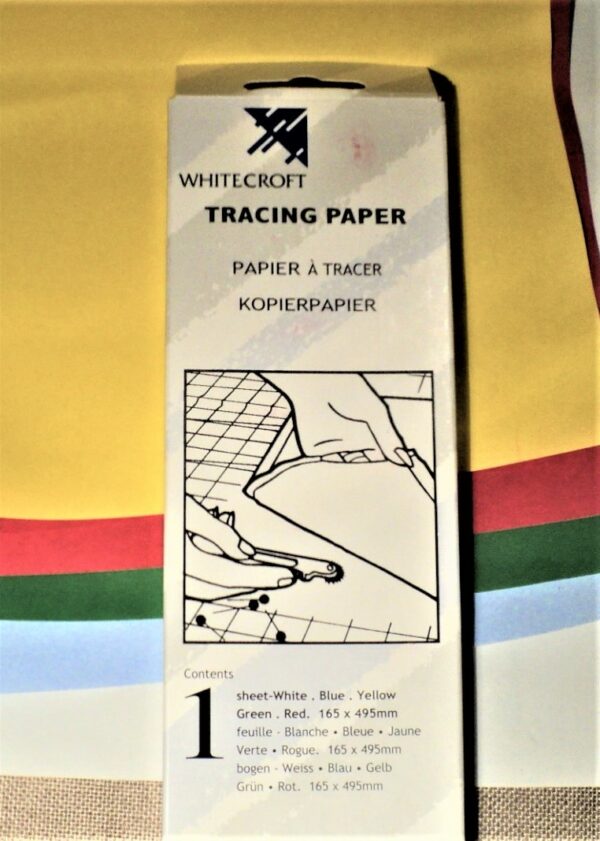 WHITECROFT
TRACING PAPER
PAPIER À TRACER
KOPIERPAPIER
Contents
1
sheet-White . Blue . Yellow
Green . Red. 165 x 495mm
feuille - Blanche • Bleue • Jaune
Verte • Rogue. 165 x 495mm
bogen - Weiss • Blau • Gelb
Grün • Rot. 165 x 495mm